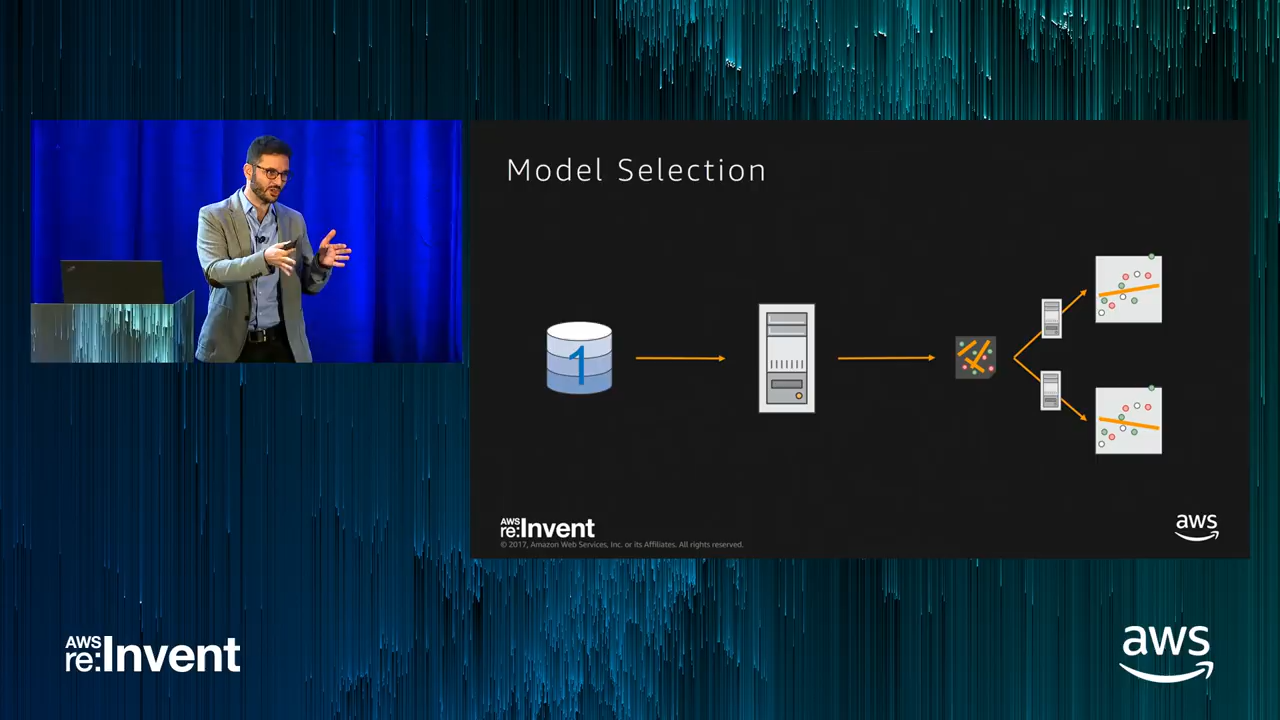 Model Selection
1
AWS
re:Invent
© 2017, Amazon Web Services, Inc. or its Affiliates. All rights reserved.
aws
AWS
re:Invent
aws